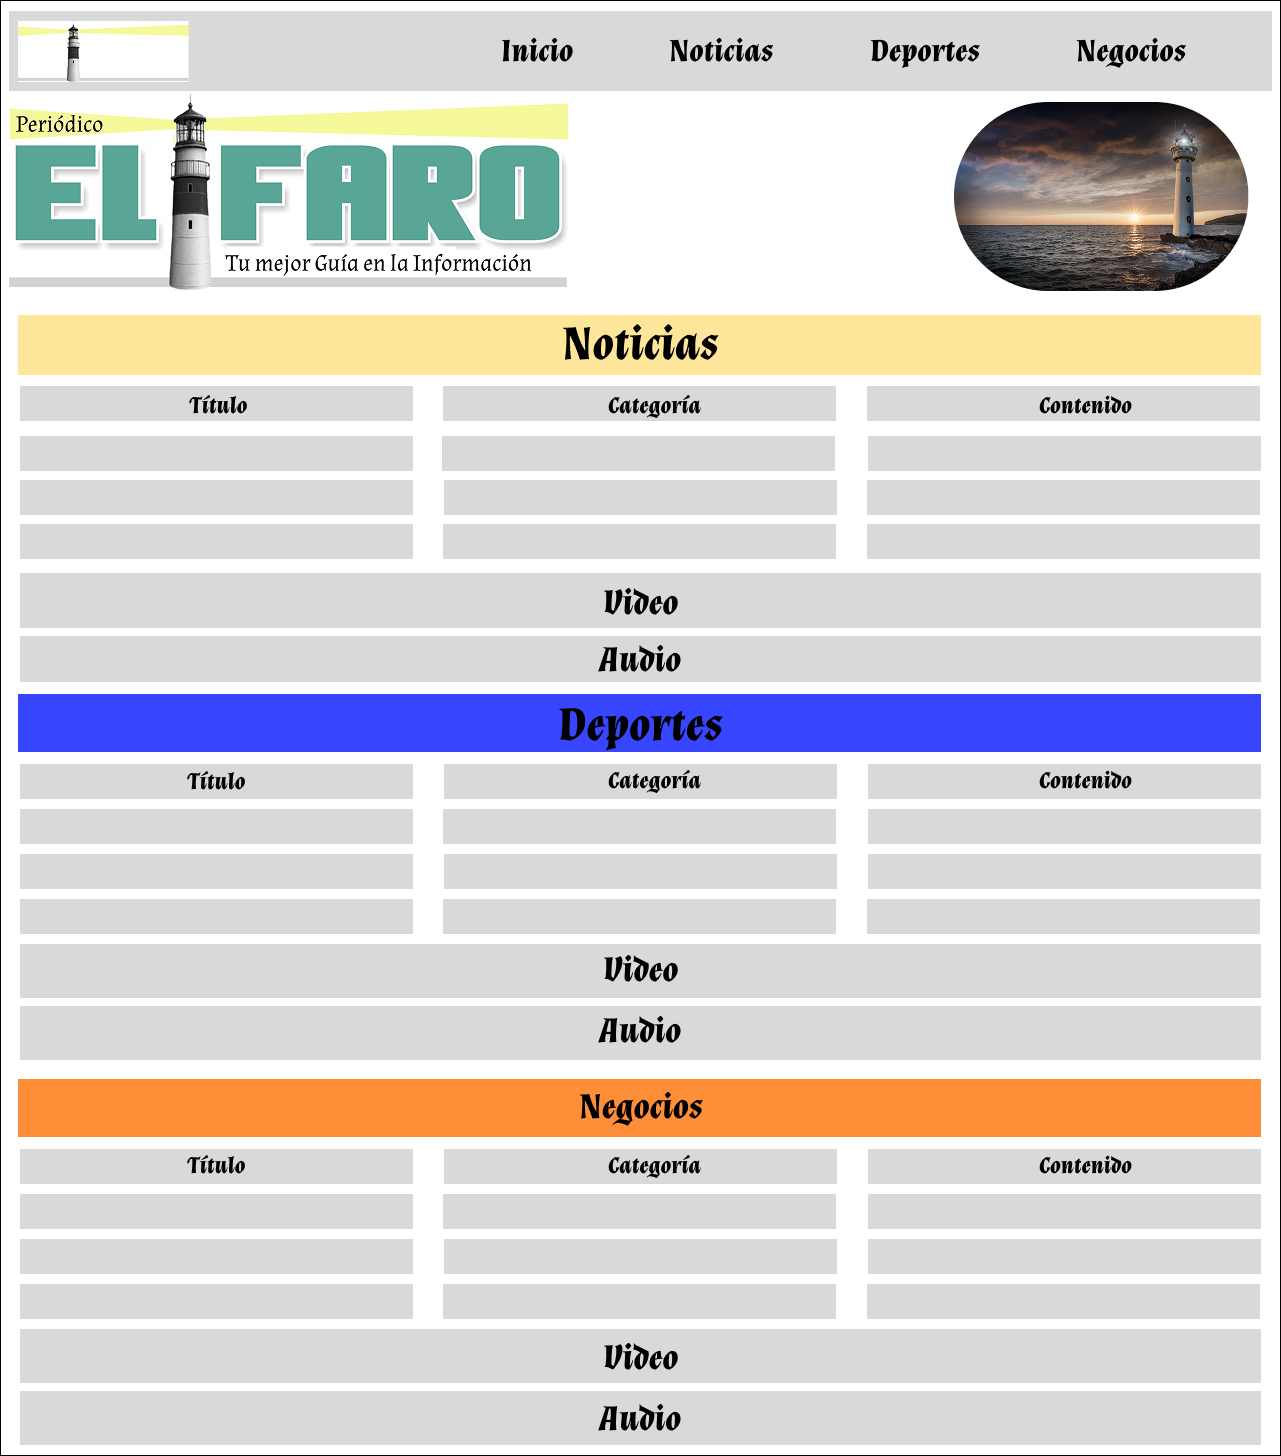 Inicio Noticias Deportes Negocios
Periódico
EL FARO
Tu mejor Guía en la Información
Noticias
Título Categoría Contenido
Video
Audio
Deportes
Título Categoría Contenido
Video
Audio
Negocios
Título Categoría Contenido
Video
Audio